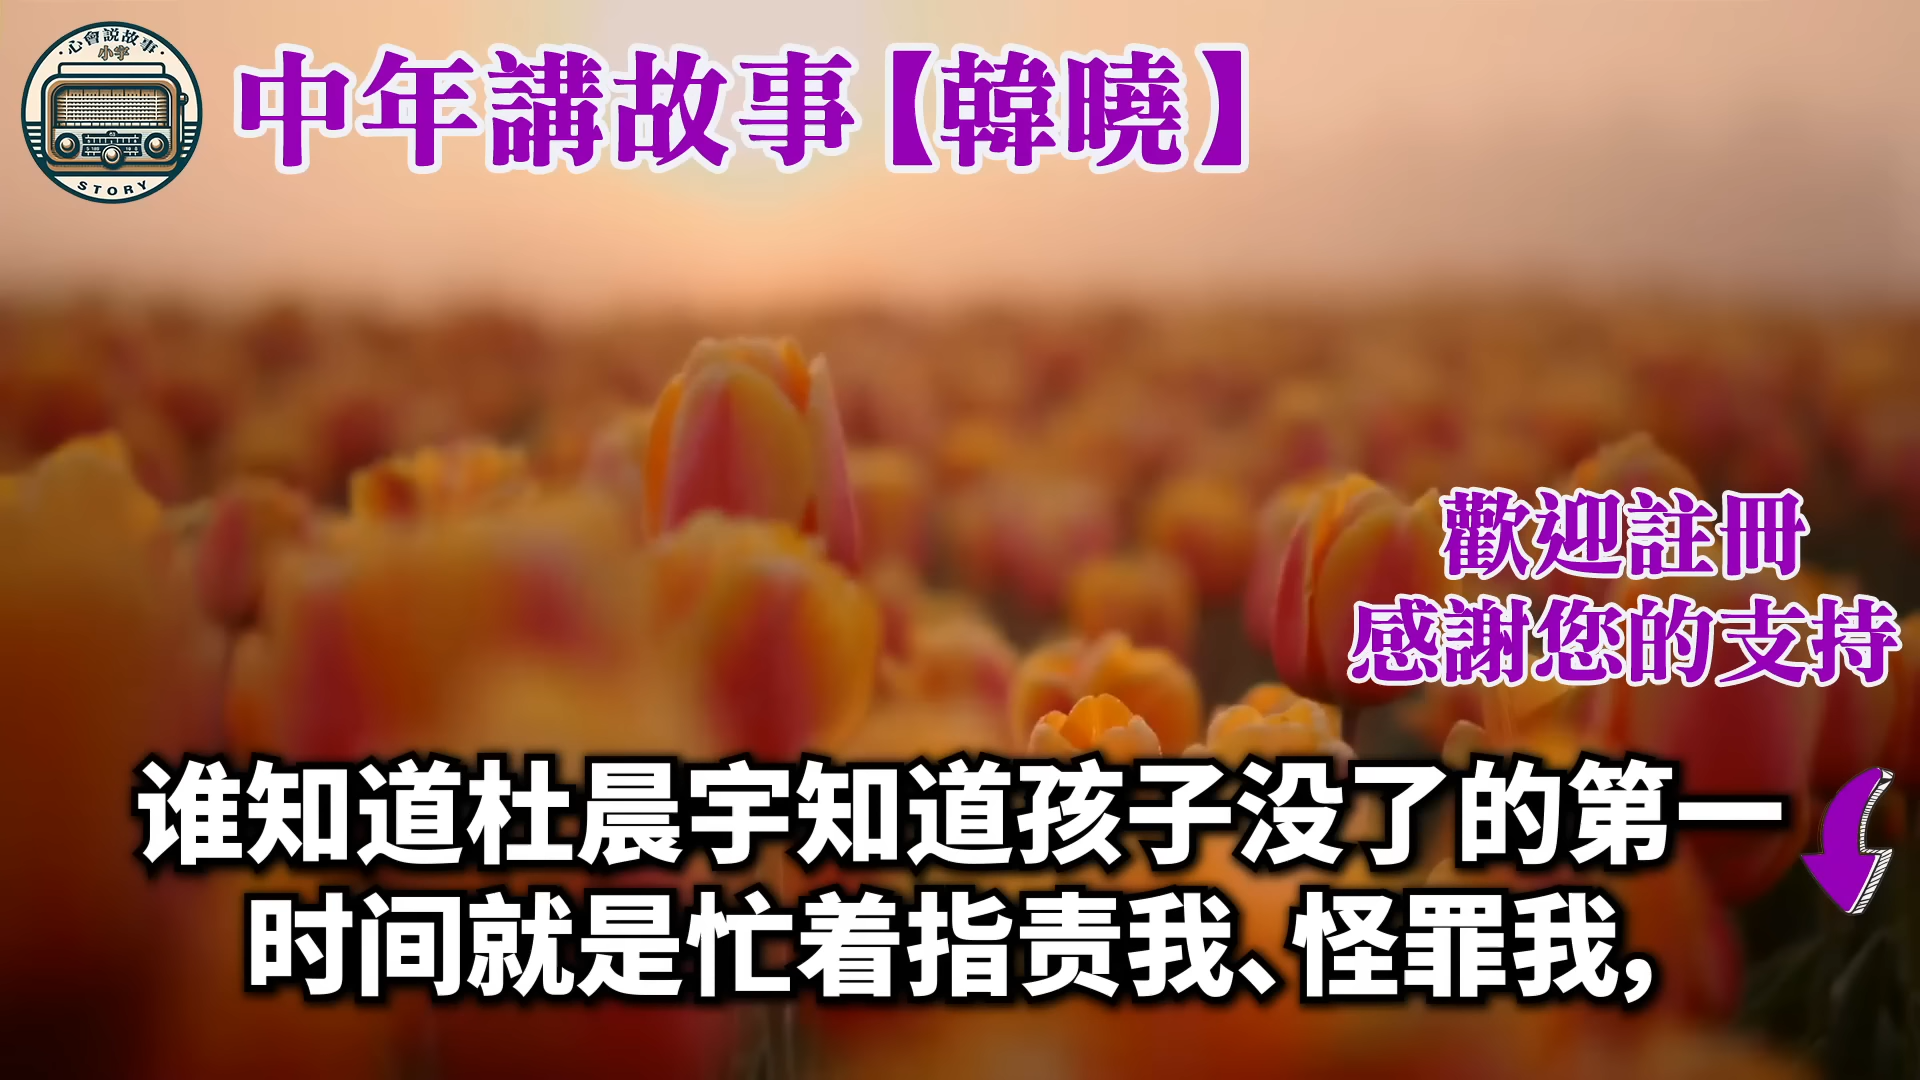 ·心會説故事·
小宇
STORY
中年講故事【韓曉】
歡迎註冊
感謝您的支持
谁知道杜晨宇知道孩子没了的第一
时间就是忙着指责我、怪罪我，